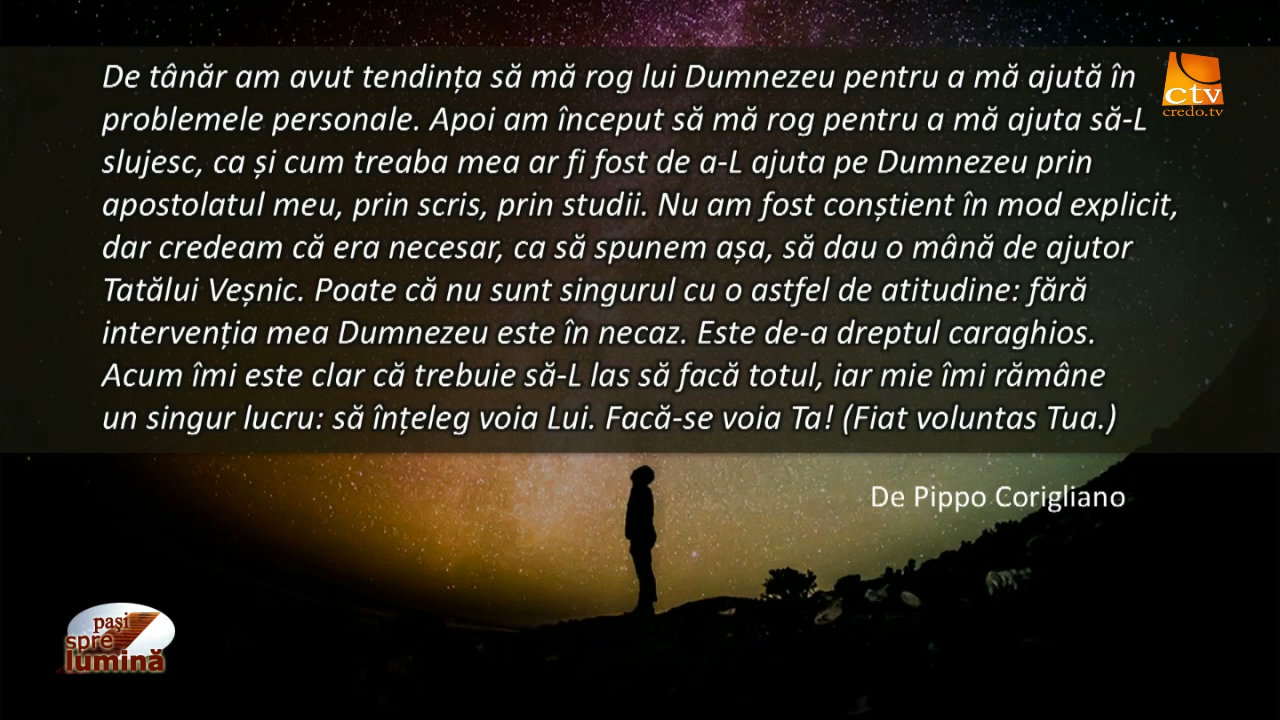 De tânăr am avut tendința să mă rog lui Dumnezeu pentru a mă ajută în
problemele personale. Apoi am început să mă rog pentru a mă ajuta să-L
slujesc, ca și cum treaba mea ar fi fost de a-L ajuta pe Dumnezeu prin
apostolatul meu, prin scris, prin studii. Nu am fost conștient în mod explicit,
dar credeam că era necesar, ca să spunem așa, să dau o mână de ajutor
Tatălui Veșnic. Poate că nu sunt singurul cu o astfel de atitudine: fără
intervenția mea Dumnezeu este în necaz. Este de-a dreptul caraghios.
Acum îmi este clar că trebuie să-L las să facă totul, iar mie îmi rămâne
un singur lucru: să înțeleg voia Lui. Facă-se voia Ta! (Fiat voluntas Tua.)
De Pippo Corigliano
ctv
credo.tv
pași
spre
lumină